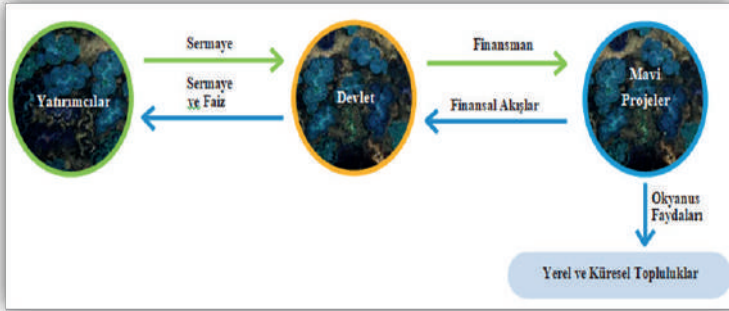 Yatırımcılar
Sermaye
Sermaye
ve Faiz
Devlet
Finansman
Finansal Akışlar
Mavi
Projeler
Okyanus
Faydaları
Yerel ve Küresel Topluluklar